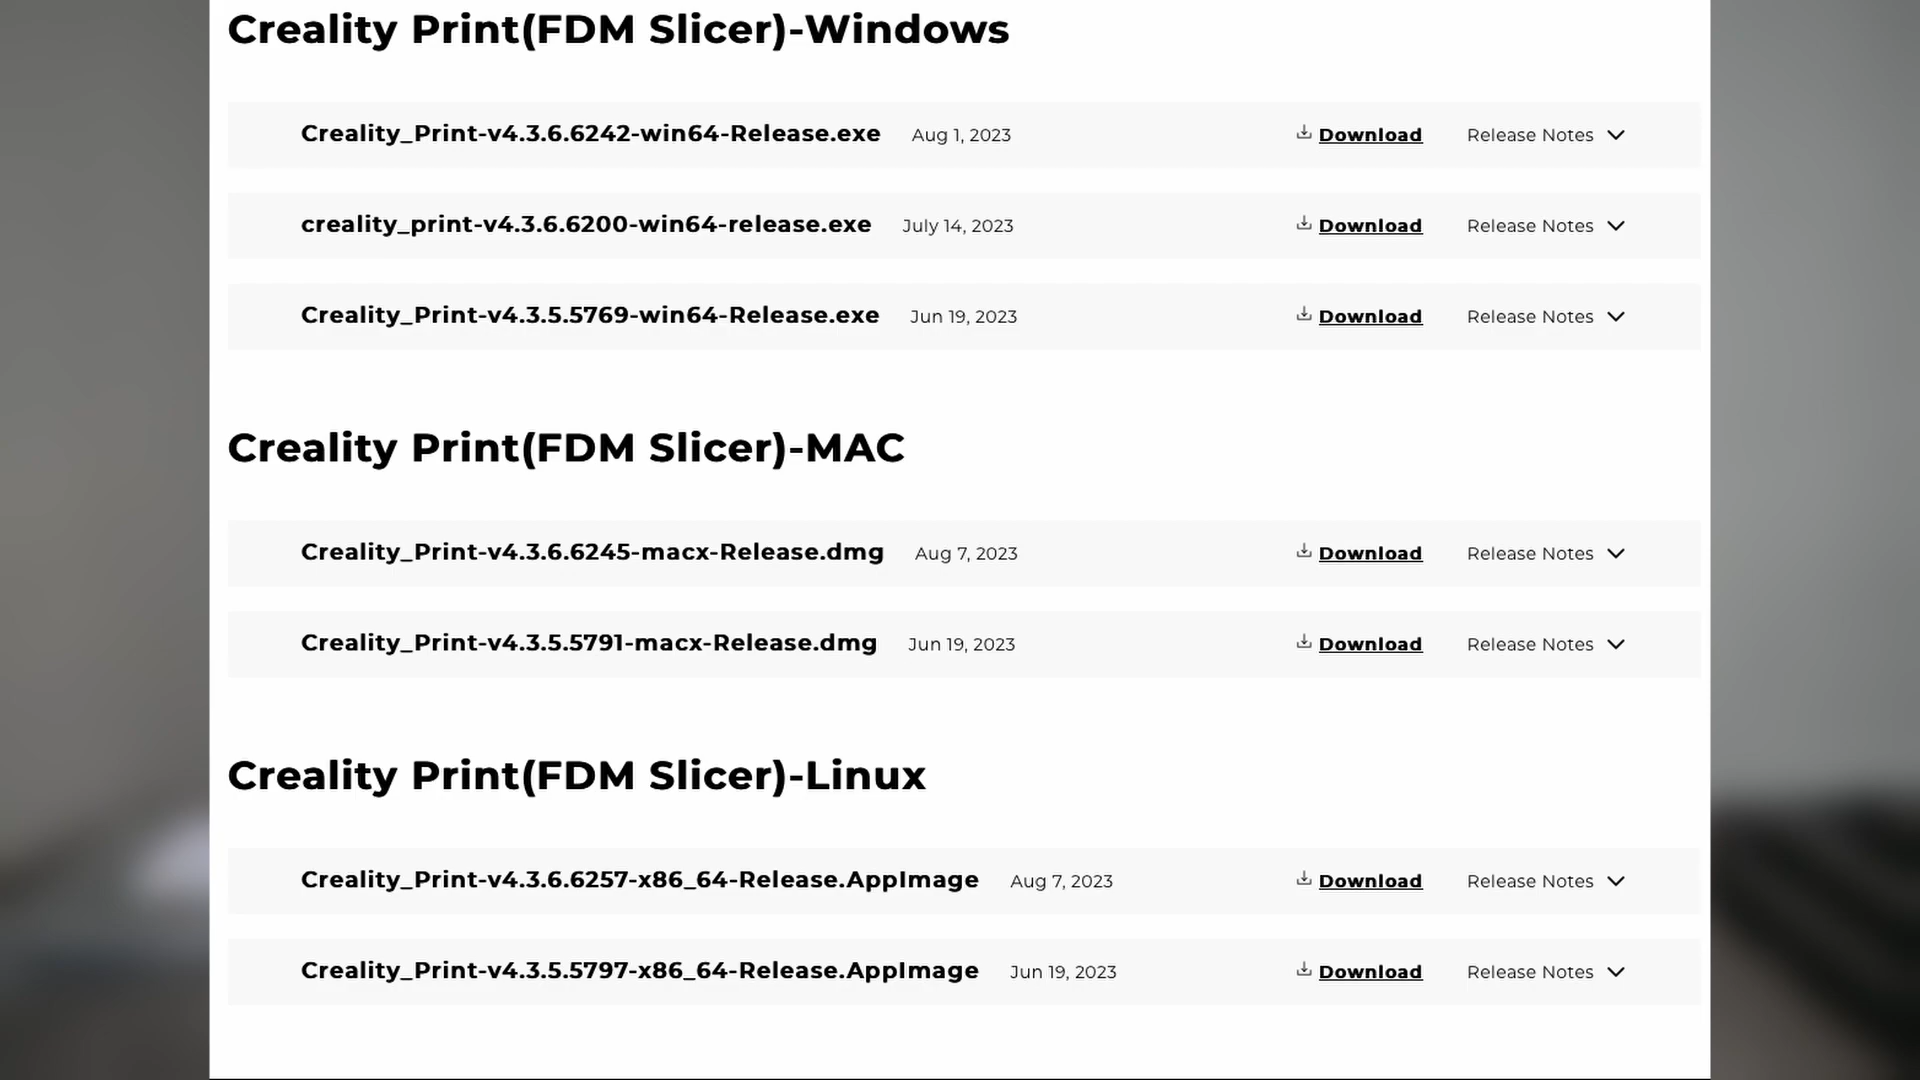 Creality Print(FDM Slicer)-Windows
Creality_Print-v4.3.6.6242-win64-Release.exe Aug 1, 2023 Download Release Notes
creality_print-v4.3.6.6200-win64-release.exe July 14, 2023 Download Release Notes
Creality_Print-v4.3.5.5769-win64-Release.exe Jun 19, 2023 Download Release Notes
Creality Print(FDM Slicer)-MAC
Creality_Print-v4.3.6.6245-macx-Release.dmg Aug 7, 2023 Download Release Notes
Creality_Print-v4.3.5.5791-macx-Release.dmg Jun 19, 2023 Download Release Notes
Creality Print(FDM Slicer)-Linux
Creality_Print-v4.3.6.6257-x86_64-Release.AppImage Aug 7, 2023 Download Release Notes
Creality_Print-v4.3.5.5797-x86_64-Release.AppImage Jun 19, 2023 Download Release Notes